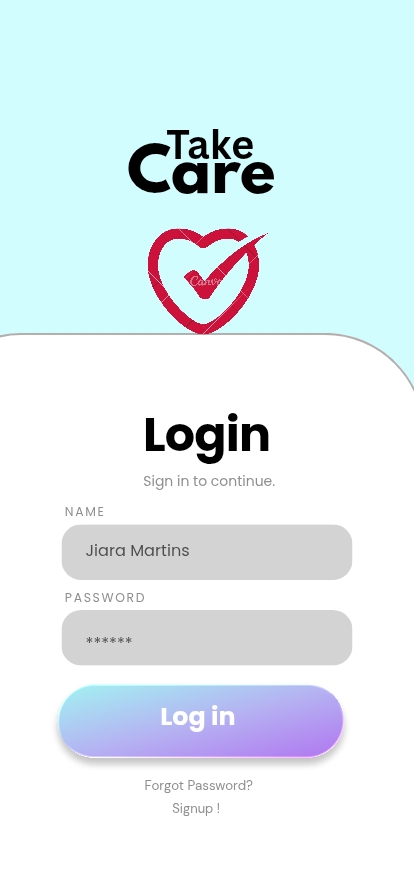 Take
Care
Canva
Login
Sign in to continue.
NAME
Jiara Martins
PASSWORD
******
Log in
Forgot Password?
Signup !